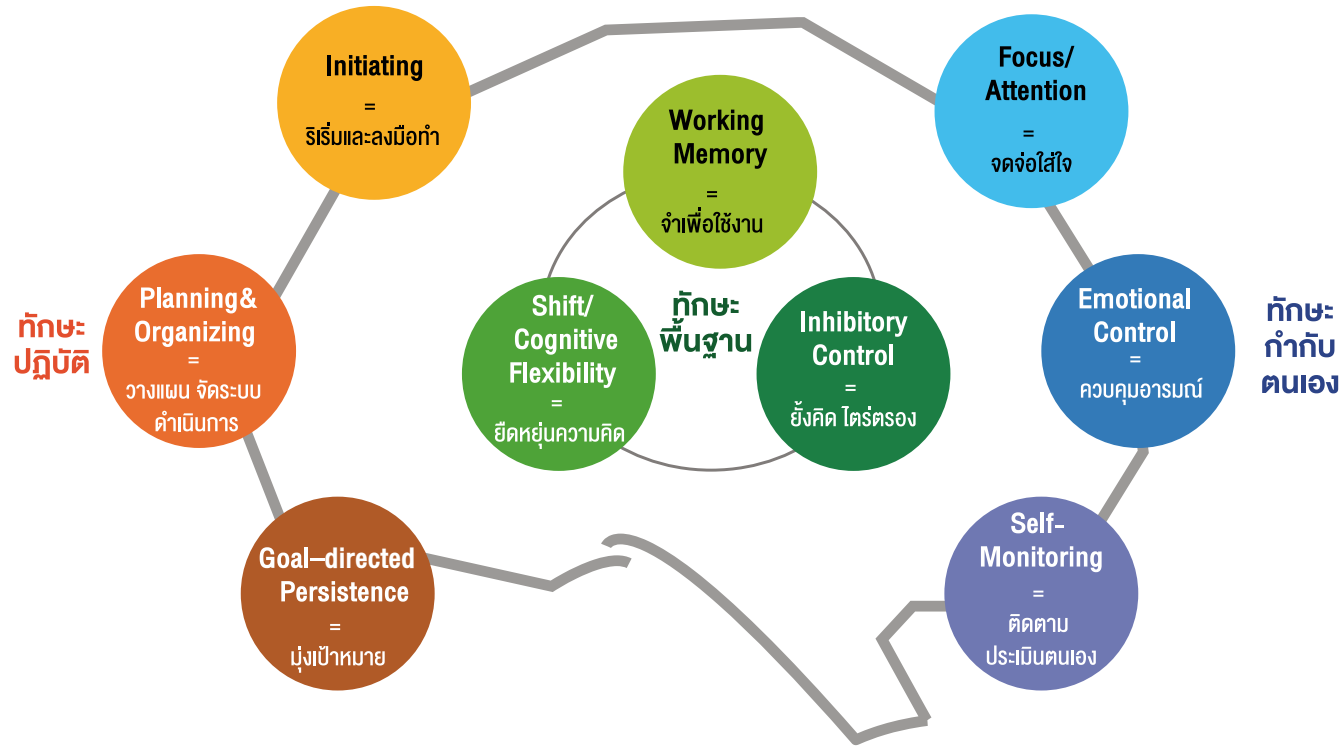 Initiating
=
ริเริ่มและลงมือทำ
Focus/
Attention
=
จดจ่อใส่ใจ
Working
Memory
=
จำเพื่อใช้งาน
ทักษะ
ปฏิบัติ
Planning&
Organizing
=
วางแผน จัดระบบ
ดำเนินการ
Shift/
Cognitive
Flexibility
=
ยืดหยุ่นความคิด
ทักษะ
พื้นฐาน
Inhibitory
Control
=
ยั้งคิด ไตร่ตรอง
Emotional
Control
=
ควบคุมอารมณ์
ทักษะ
กำกับ
ตนเอง
Goal–directed
Persistence
=
มุ่งเป้าหมาย
Self-
Monitoring
=
ติดตาม
ประเมินตนเอง